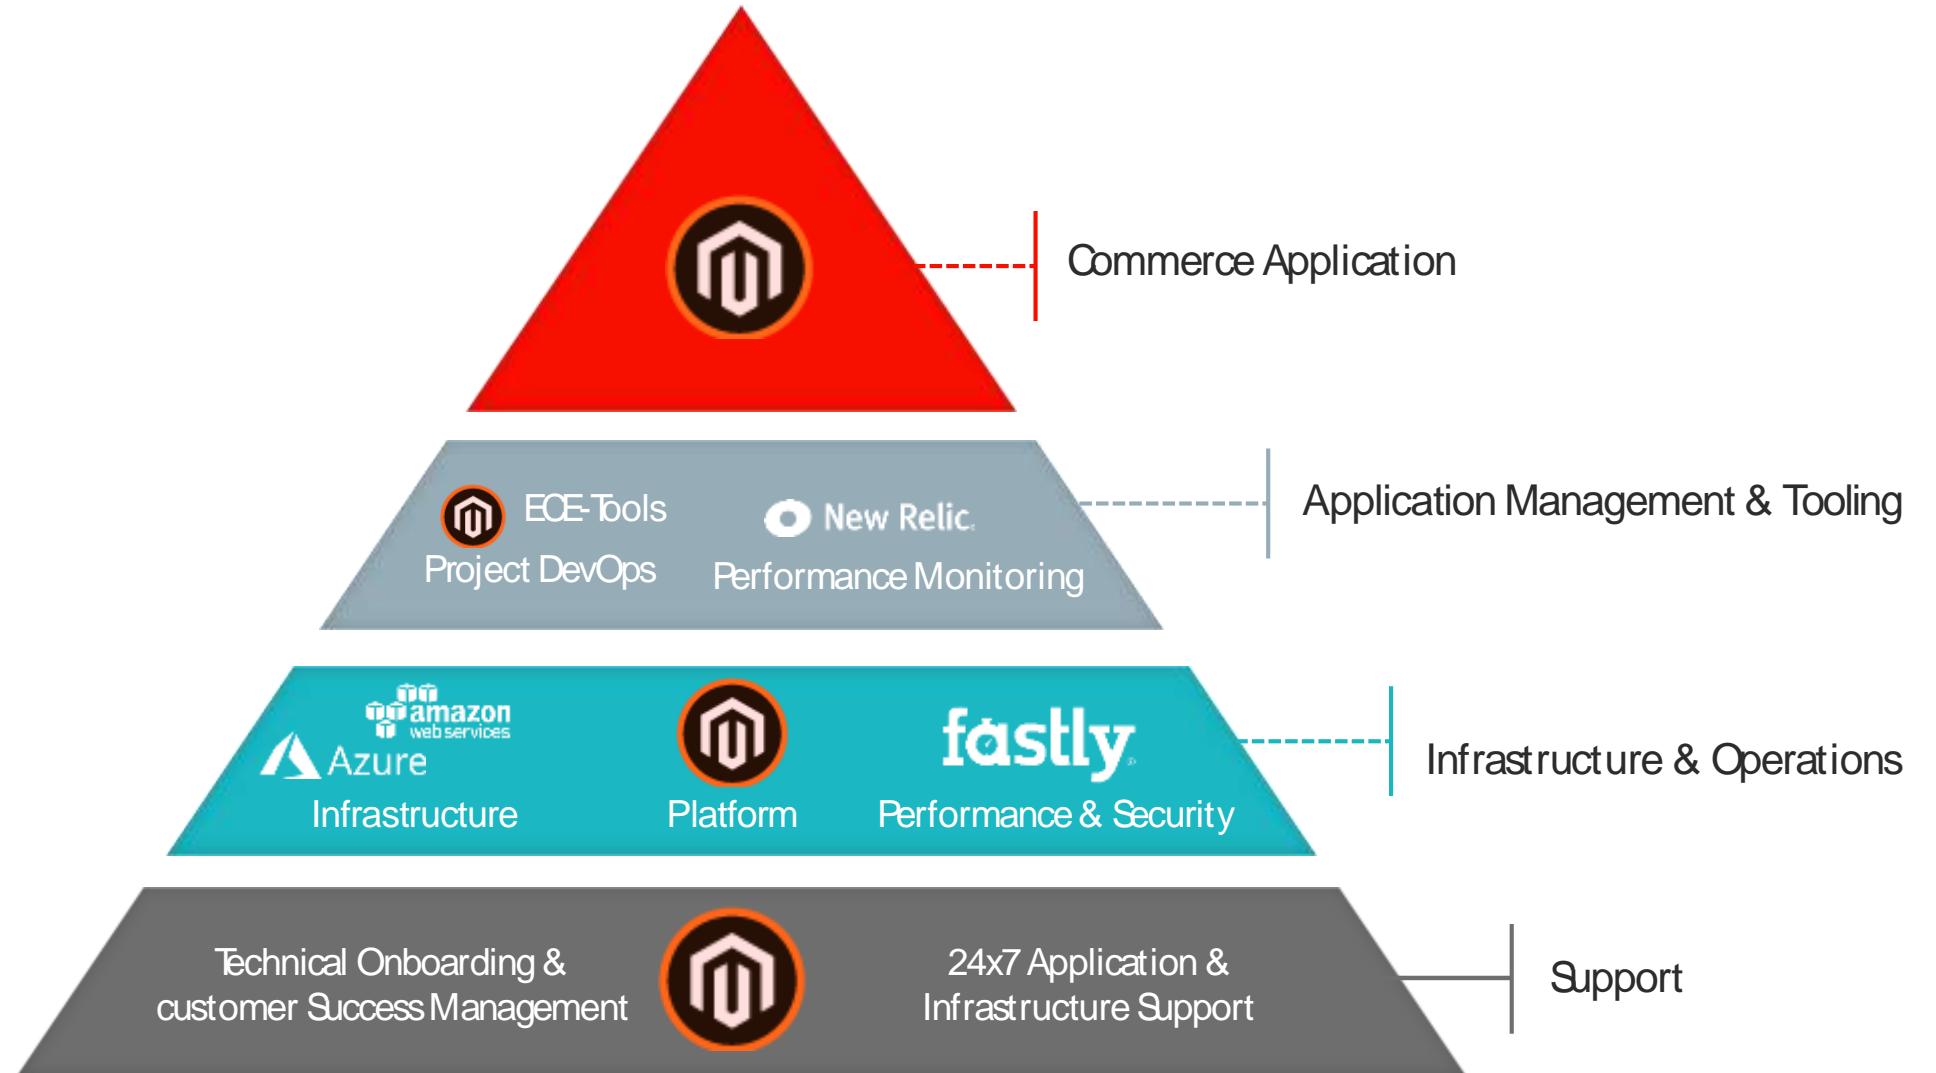 Commerce Application
ECE-Tools
Project DevOps
New Relic
Performance Monitoring
Application Management & Tooling
amazon
web services
Azure
Infrastructure
Platform
fastly
Performance & Security
Infrastructure & Operations
Technical Onboarding &
customer Success Management
24x7 Application &
Infrastructure Support
Support